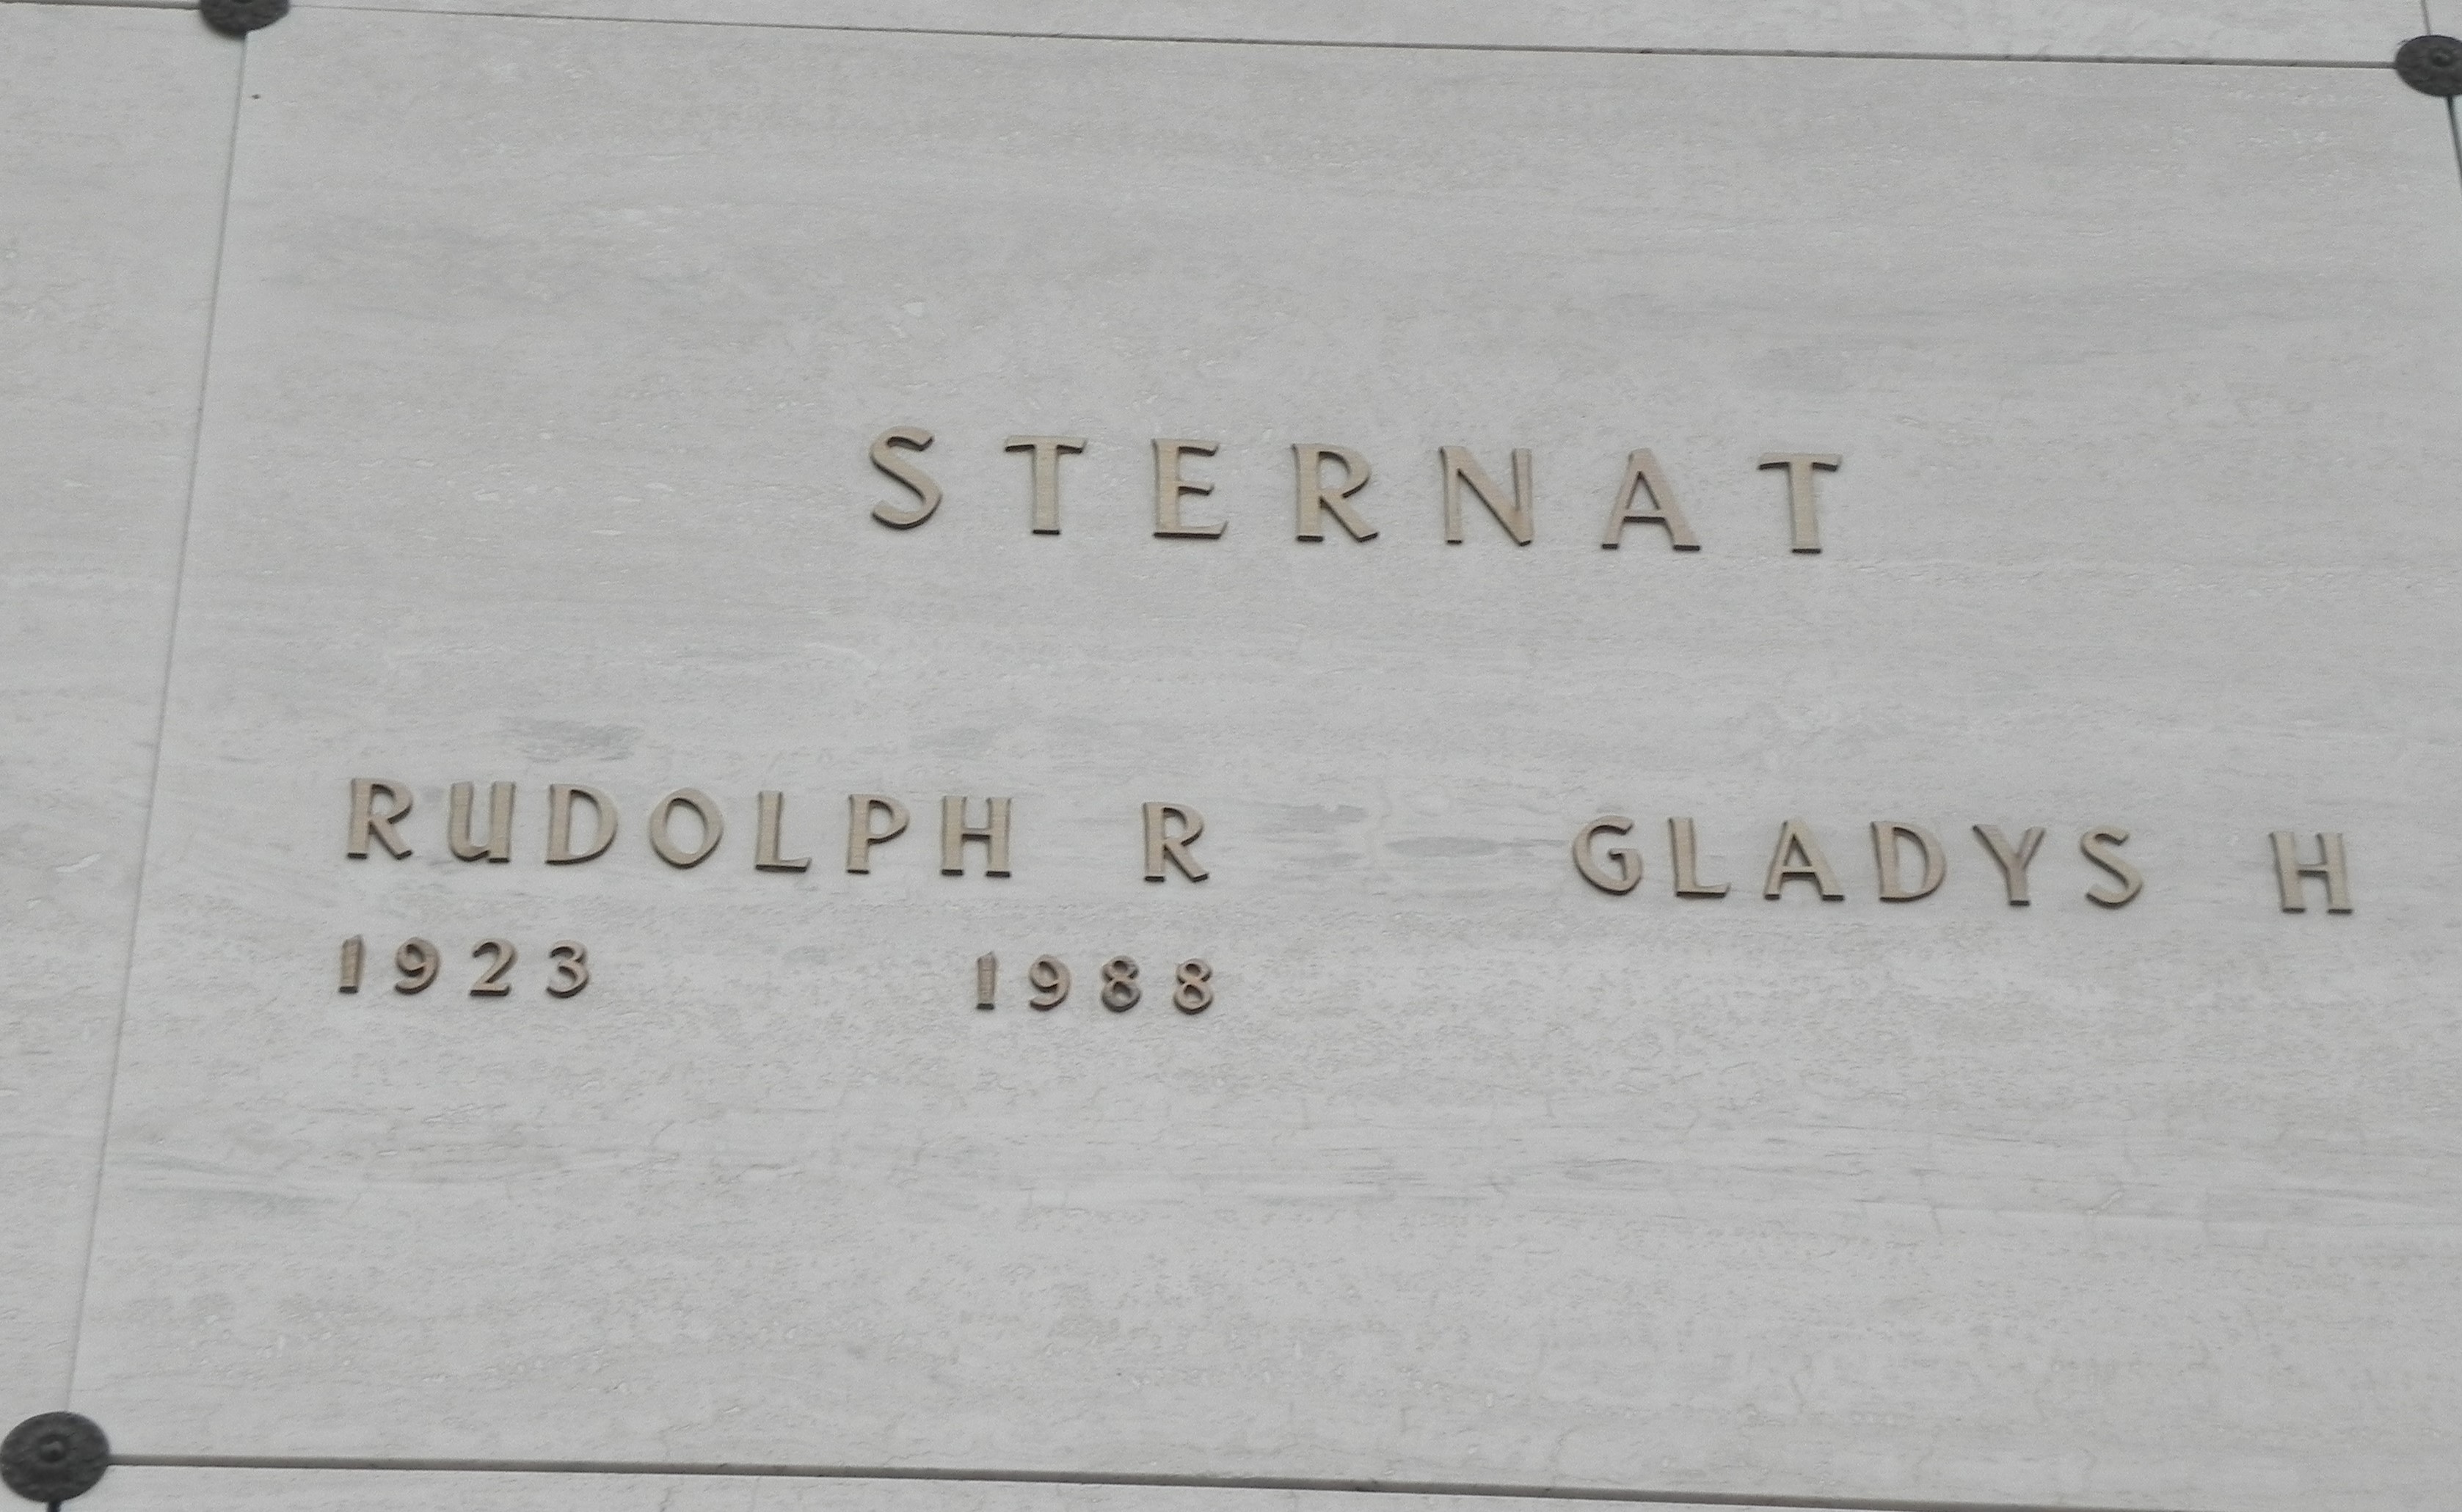 STERNAT
RUDOLPH R GLADYS H
1923 1988